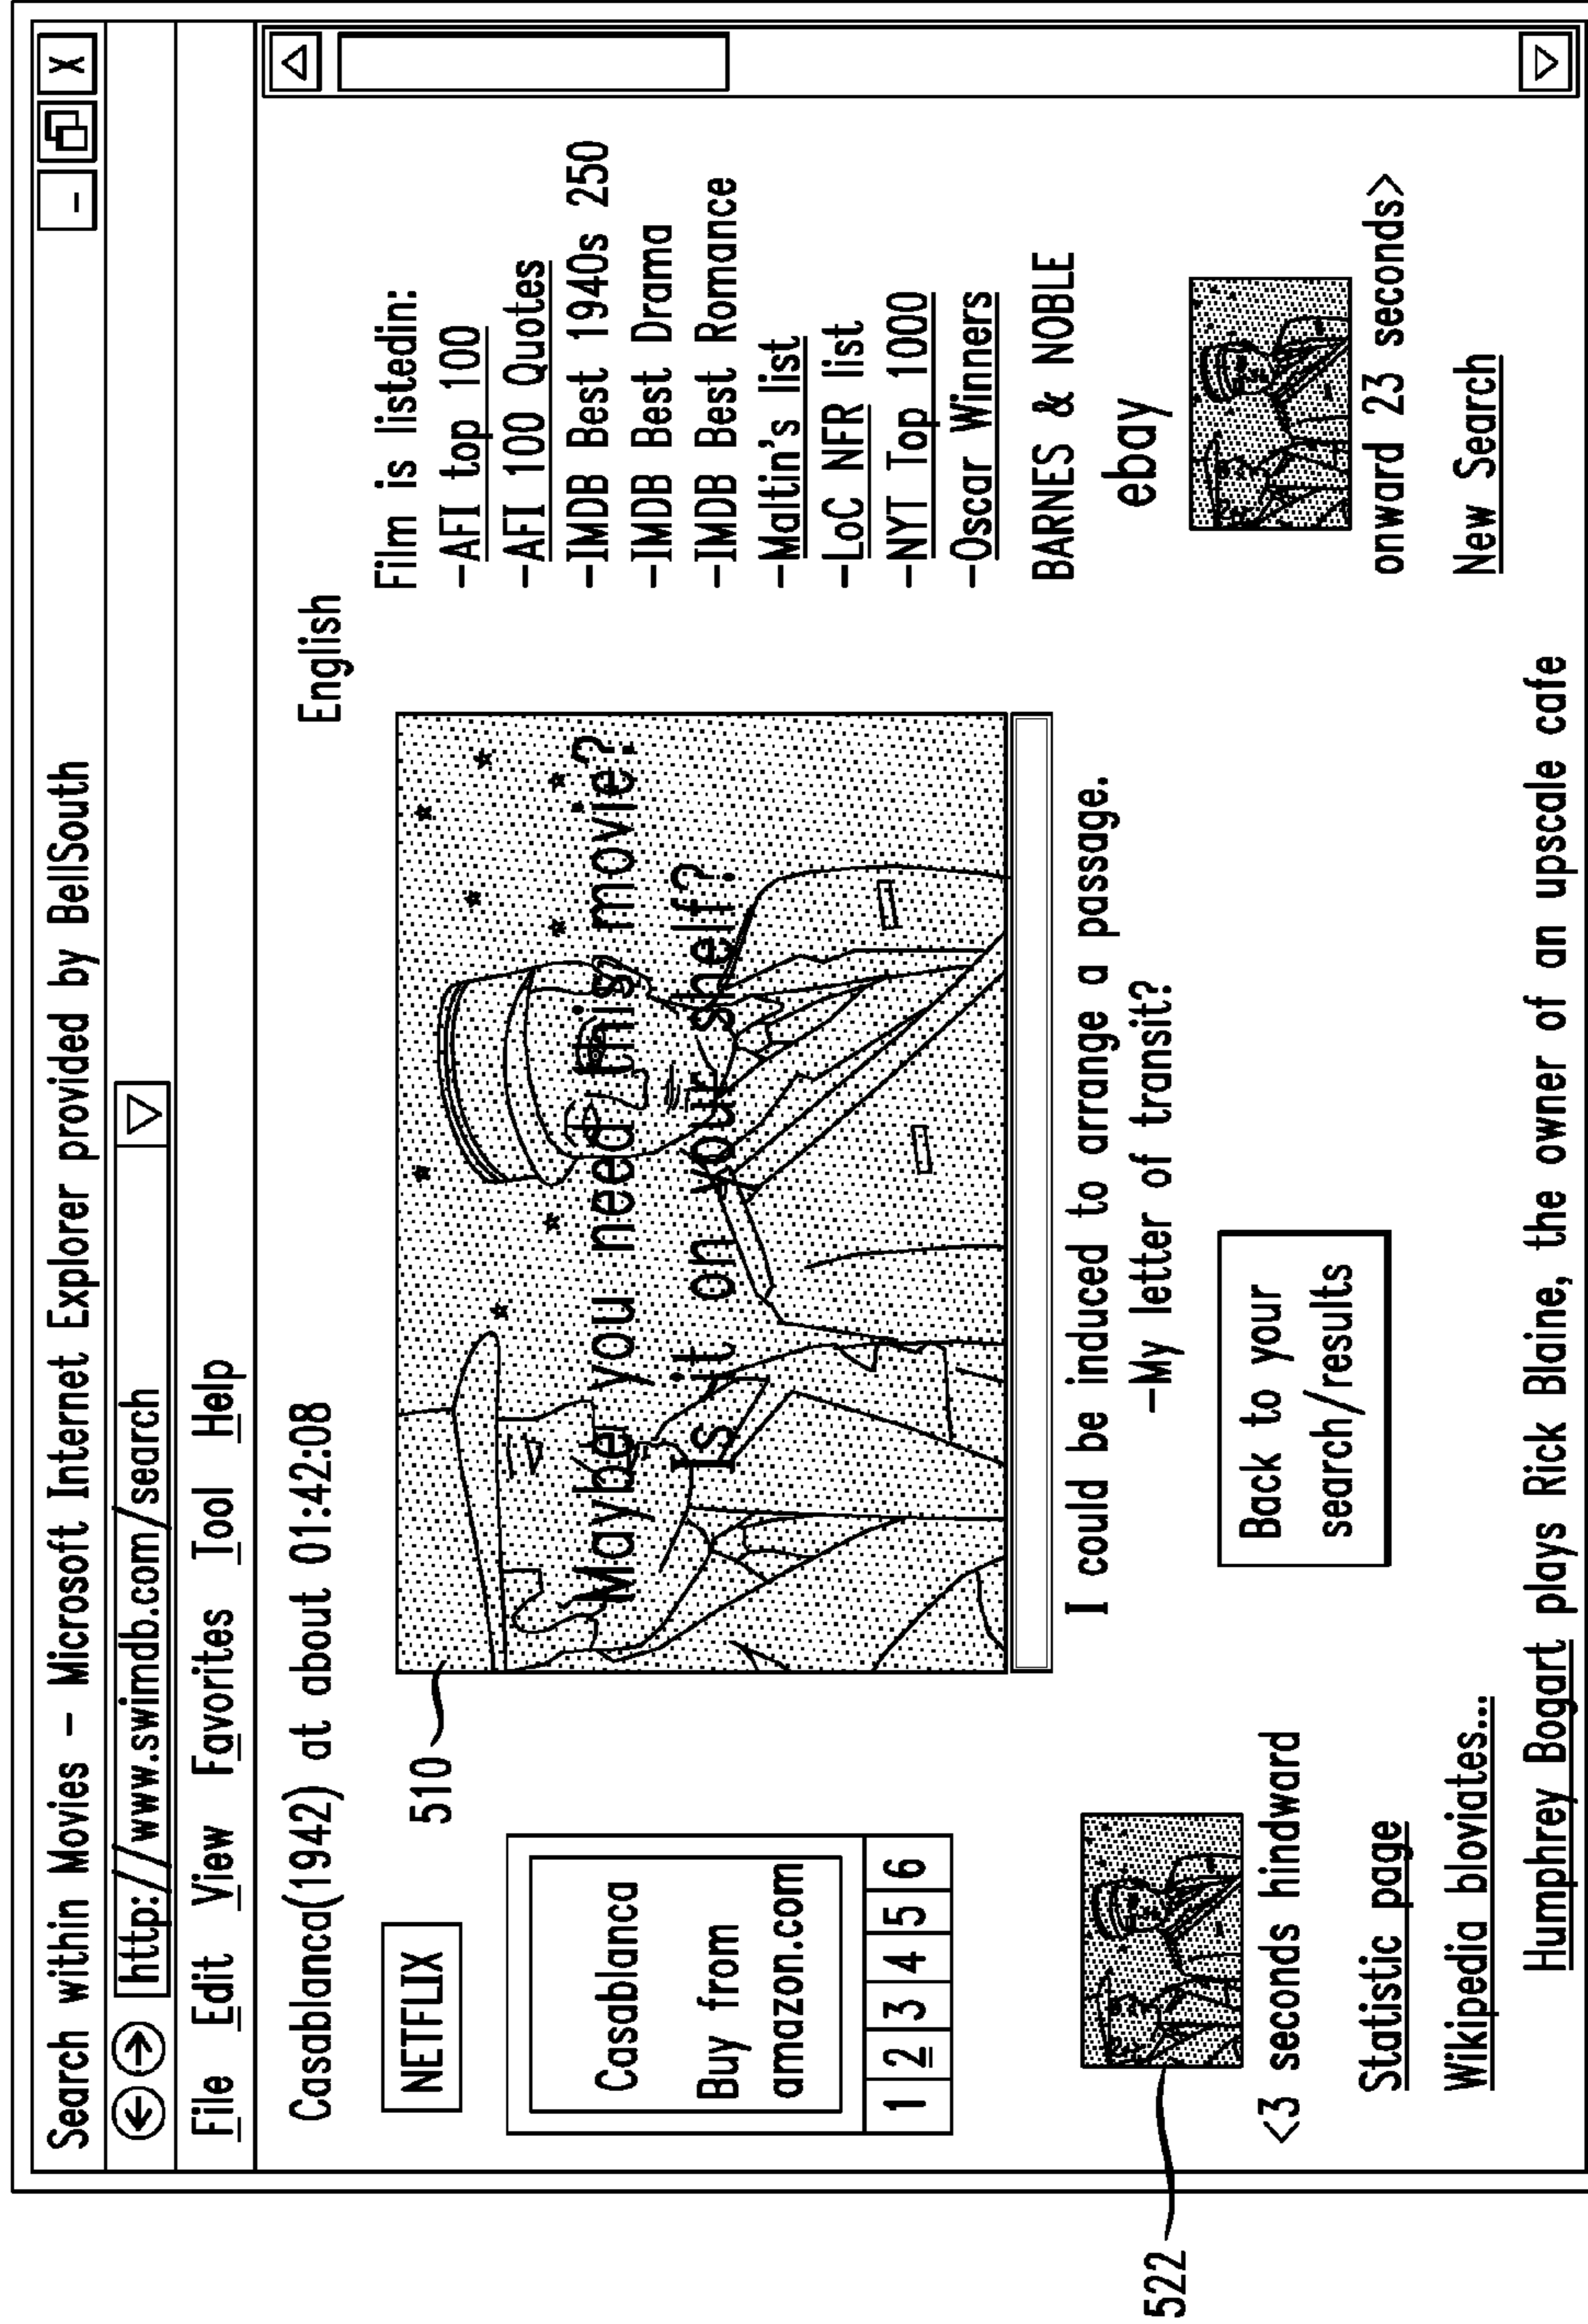 Search within Movies – Microsoft Internet Explorer provided by BellSouth
– X
http://www.swimdb.com/search
File Edit View Favorites Tool Help
Casablanca(1942) at about 01:42:08
English
NETFLIX
510
Casablanca
Buy from
amazon.com
1 2 3 4 5 6
Maybe you need this movie?
Is it on your shelf?
Film is listedin:
-AFI top 100
-AFI 100 Quotes
-IMDB Best 1940s 250
-IMDB Best Drama
-IMDB Best Romance
-Maltin's list
-LoC NFR list
-NYT Top 1000
-Oscar Winners
BARNES & NOBLE
ebay
I could be induced to arrange a passage.
-My letter of transit?
522
<3 seconds hindward
Back to your
search/results
onward 23 seconds>
Statistic page
New Search
Wikipedia bloviates...
Humphrey Bogart plays Rick Blaine, the owner of an upscale cafe